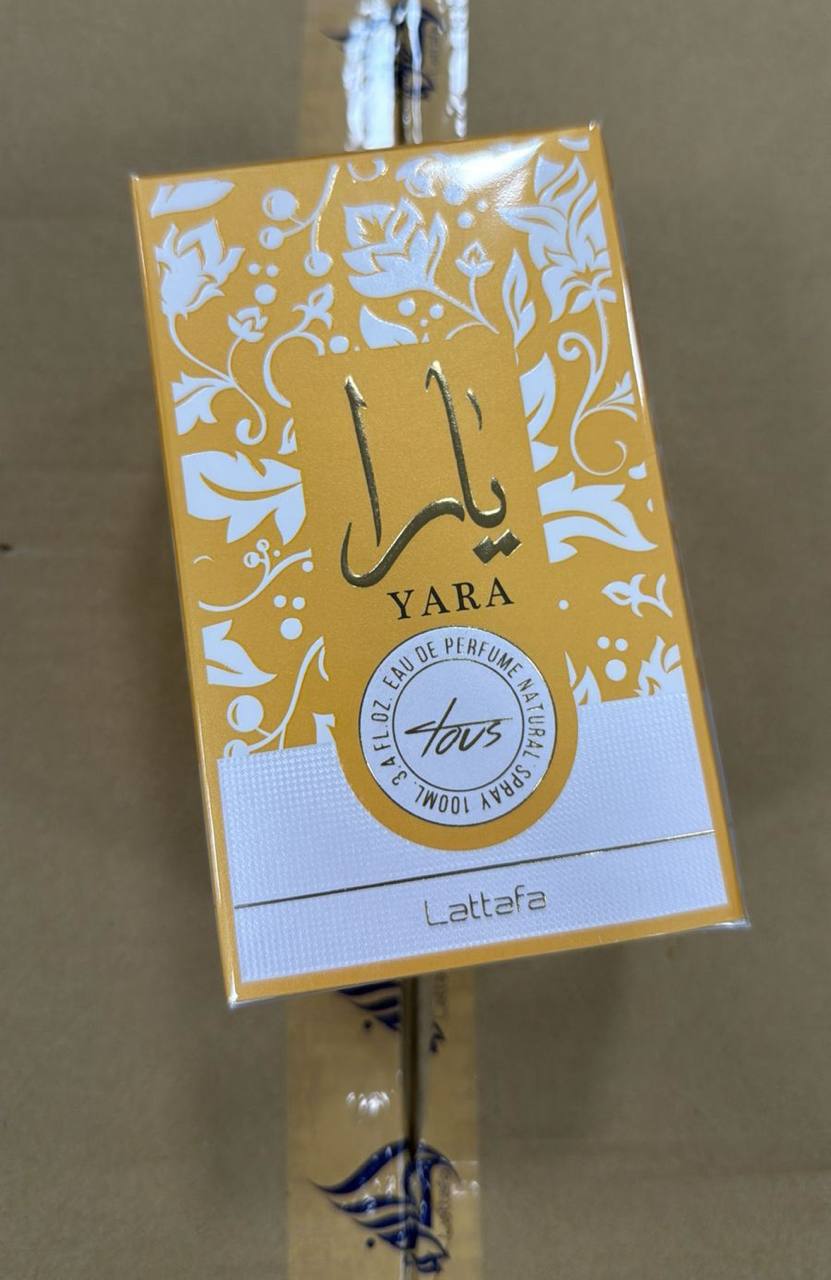 يارا
YARA
EAU DE PERFUME NATURAL SPRAY 100ML. 3.4 FL.OZ.
Tous
Lattafa